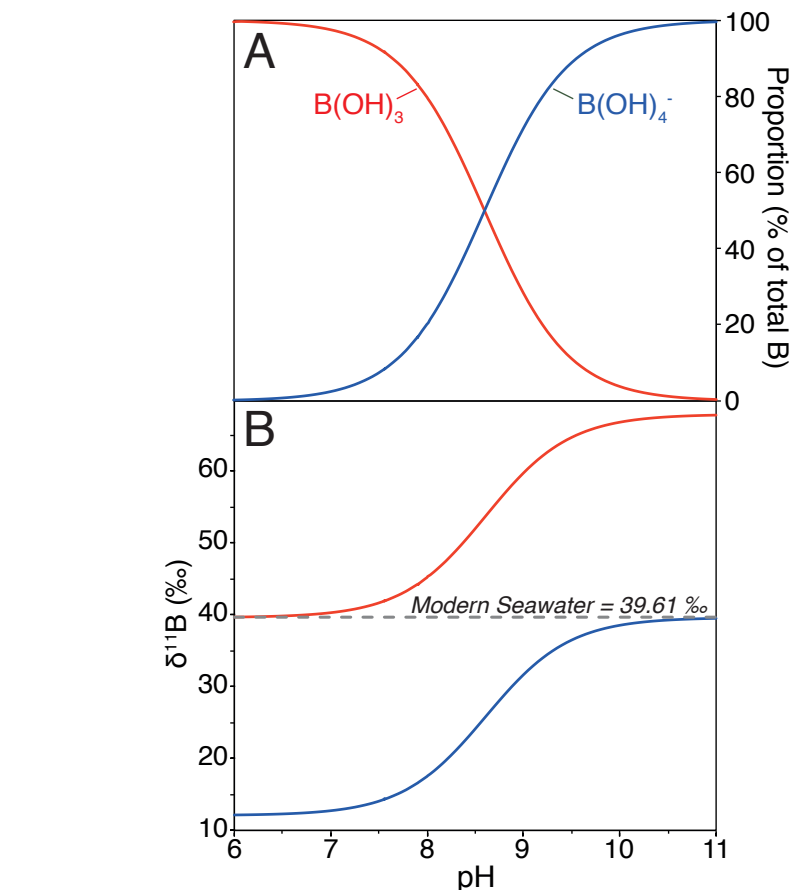 A
B(OH)₃
B(OH)₄⁻
100
80
60
40
20
0
Proportion (% of total B)
B
60
50
40
30
20
10
δ¹¹B (‰)
Modern Seawater = 39.61 ‰
6 7 8 9 10 11
pH